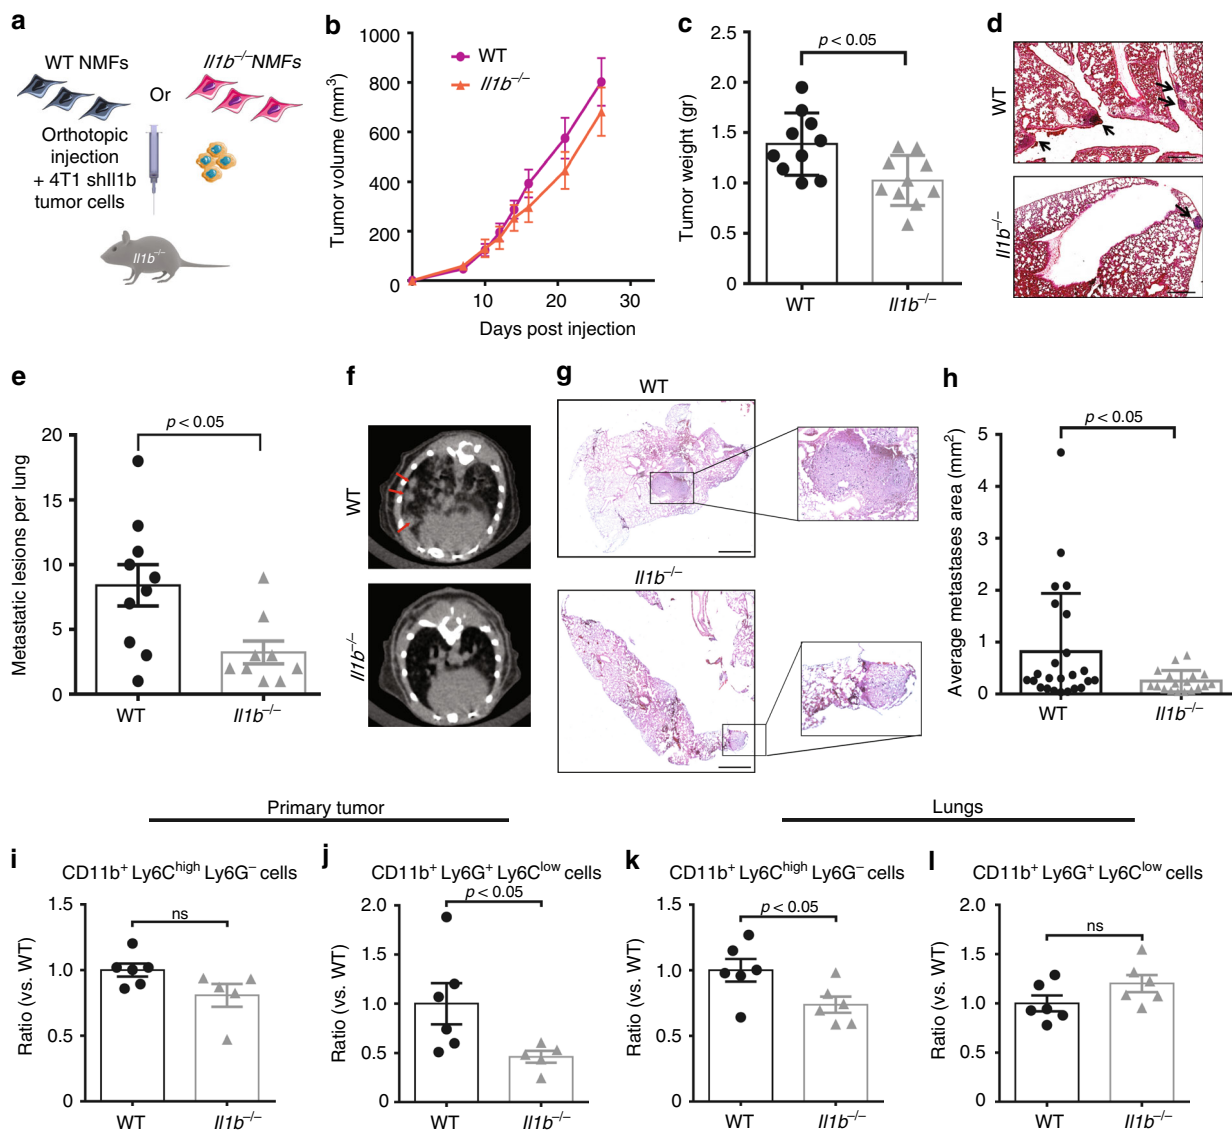 a
WT NMFs
Il1b–/–NMFs
Or
Orthotopic
injection
+ 4T1 shIl1b
tumor cells
Il1b–/–
b
Tumor volume (mm3)
1000
800
600
400
200
0
10
20
30
Days post injection
WT
Il1b–/–
c
Tumor weight (gr)
2.5
2.0
1.5
1.0
0.5
0
p < 0.05
WT
Il1b–/–
d
WT
Il1b–/–
e
Metastatic lesions per lung
20
15
10
5
0
p < 0.05
WT
Il1b–/–
f
WT
Il1b–/–
g
WT
Il1b–/–
h
Average metastases area (mm2)
5
4
3
2
1
0
p < 0.05
WT
Il1b–/–
Primary tumor
Lungs
i
CD11b+ Ly6Chigh Ly6G– cells
Ratio (vs. WT)
1.5
1.0
0.5
0
ns
WT
Il1b–/–
j
CD11b+ Ly6G+ Ly6Clow cells
Ratio (vs. WT)
2.0
1.5
1.0
0.5
0
p < 0.05
WT
Il1b–/–
k
CD11b+ Ly6Chigh Ly6G– cells
Ratio (vs. WT)
1.5
1.0
0.5
0
p < 0.05
WT
Il1b–/–
l
CD11b+ Ly6G+ Ly6Clow cells
Ratio (vs. WT)
2.0
1.5
1.0
0.5
0
ns
WT
Il1b–/–